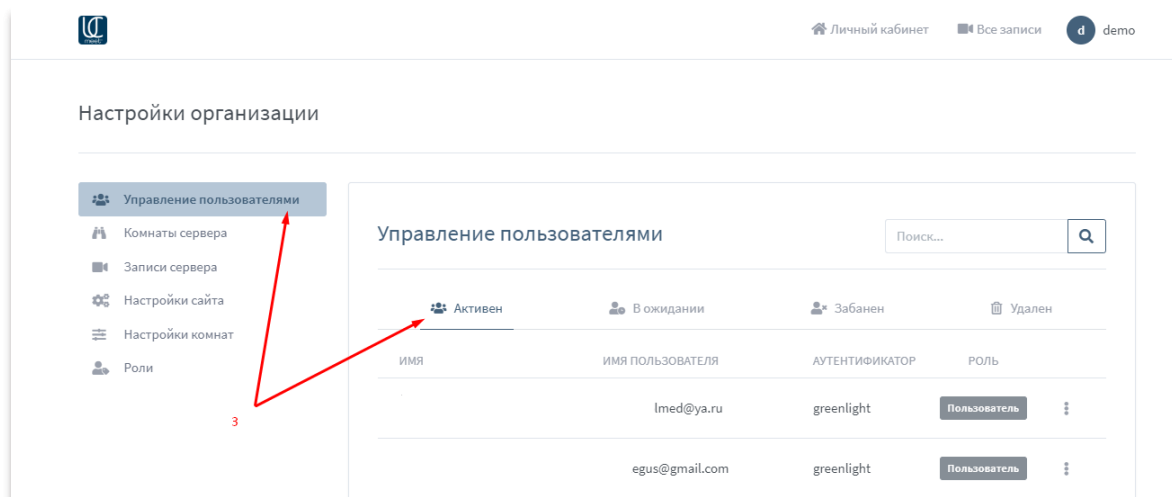 UC meet
Личный кабинет Все записи d demo
Настройки организации
Управление пользователями
Комнаты сервера
Записи сервера
Настройки сайта
Настройки комнат
Роли
3
Управление пользователями Поиск...
Активен В ожидании Забанен Удален
ИМЯ ИМЯ ПОЛЬЗОВАТЕЛЯ АУТЕНТИФИКАТОР РОЛЬ
lmed@ya.ru greenlight Пользователь
egus@gmail.com greenlight Пользователь